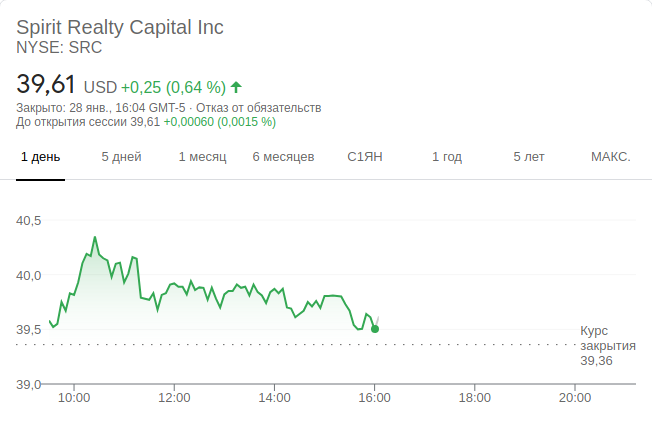 Spirit Realty Capital Inc
NYSE: SRC
39,61 USD +0,25 (0,64 %)
Закрыто: 28 янв., 16:04 GMT-5 · Отказ от обязательств
До открытия сессии 39,61 +0,00060 (0,0015 %)
1 день 5 дней 1 месяц 6 месяцев С1ЯН 1 год 5 лет МАКС.
40,5
40,0
39,5
Курс
закрытия
39,36
39,0
10:00 12:00 14:00 16:00 18:00 20:00